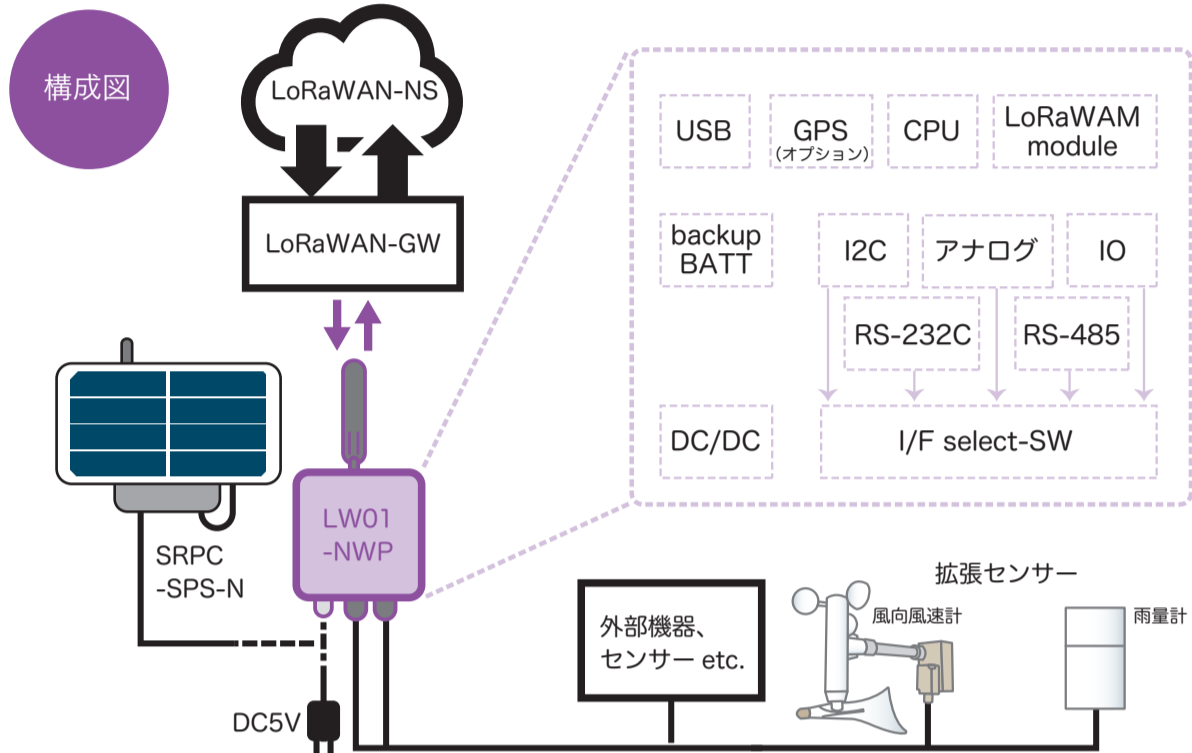 構成図
LoRaWAN-NS
LoRaWAN-GW
USB
GPS
(オプション)
CPU
LoRaWAM
module
backup
BATT
I2C
アナログ
IO
RS-232C
RS-485
DC/DC
I/F select-SW
LW01
-NWP
SRPC
-SPS-N
DC5V
外部機器、
センサー etc.
拡張センサー
風向風速計
雨量計